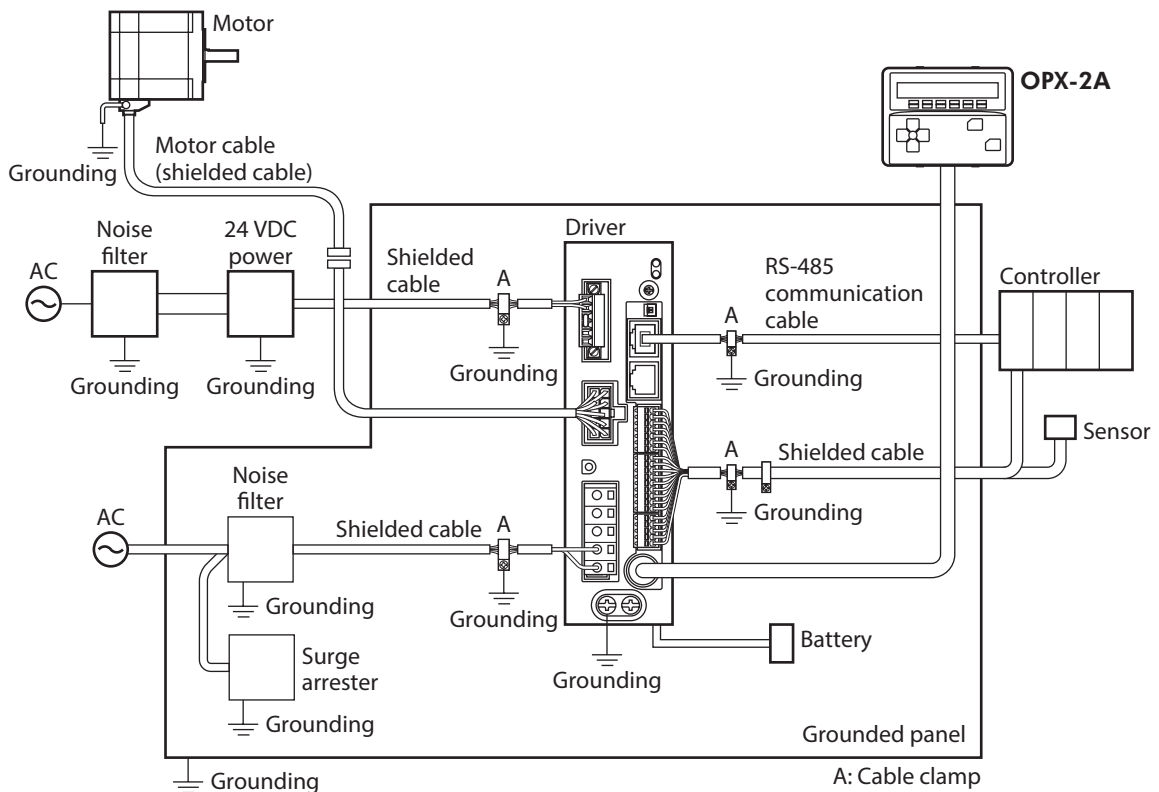 Motor
OPX-2A
Grounding
Motor cable
(shielded cable)
Noise
filter
24 VDC
power
AC
Shielded
cable
A
Driver
RS-485
communication
cable
Controller
A
Grounding
Grounding
Grounding
Grounding
Sensor
A
Shielded cable
Grounding
Noise
filter
AC
Shielded cable
A
Grounding
Grounding
Surge
arrester
Battery
Grounding
Grounding
Grounded panel
Grounding
A: Cable clamp